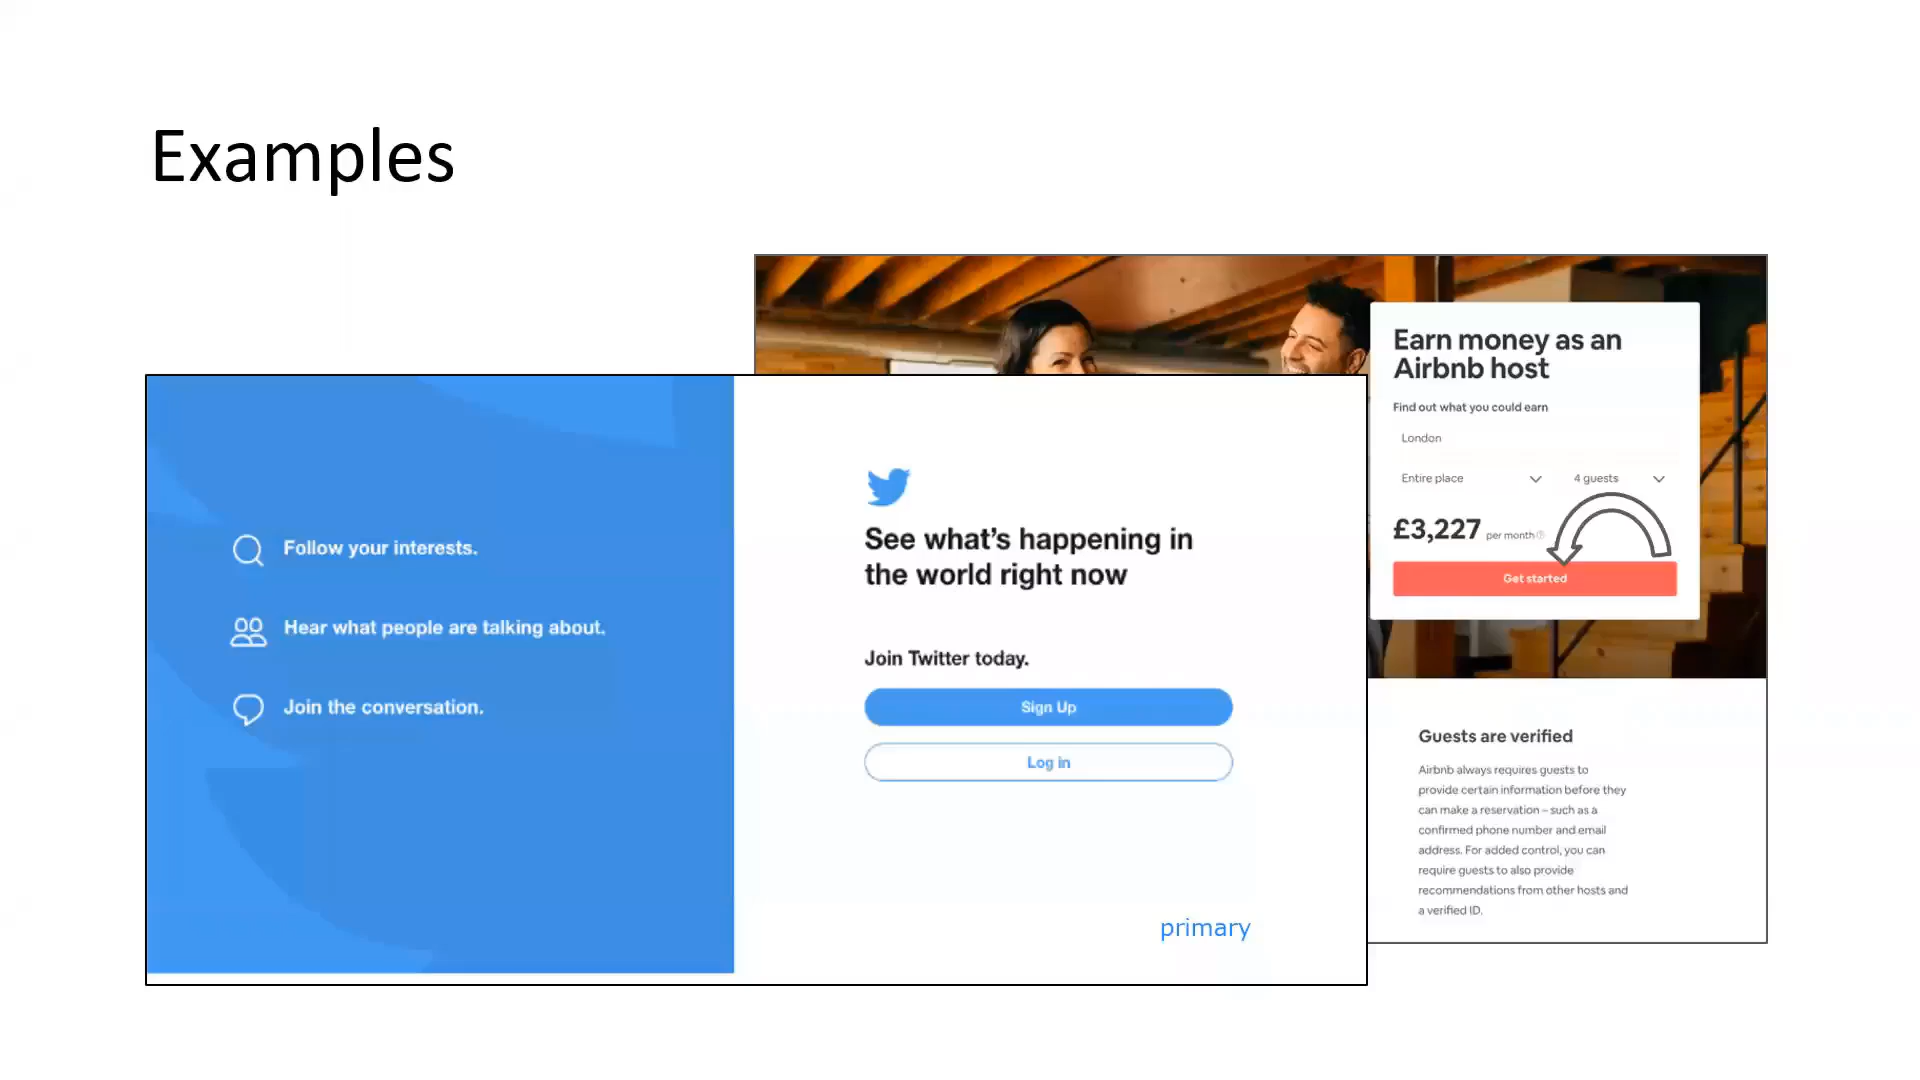 Examples
Follow your interests.
Hear what people are talking about.
Join the conversation.
See what's happening in
the world right now
Join Twitter today.
Sign Up
Log in
primary
Earn money as an
Airbnb host
Find out what you could earn
London
Entire place
4 guests
£3,227 per month
Get started
Guests are verified
Airbnb always requires guests to
provide certain information before they
can make a reservation – such as a
confirmed phone number and email
address. For added control, you can
require guests to also provide
recommendations from other hosts and
a verified ID.